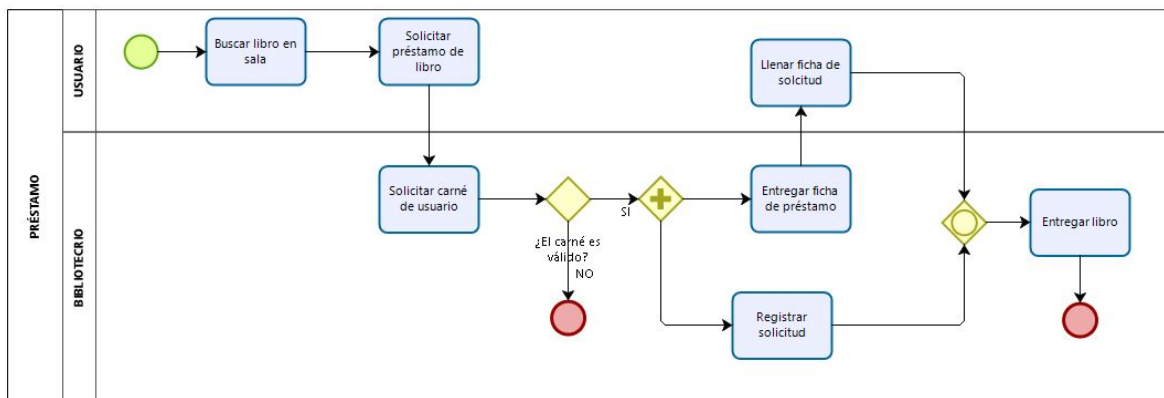 PRÉSTAMO
USUARIO
Buscar libro en
sala
Solicitar
préstamo de
libro
Llenar ficha de
solcitud
BIBLIOTECRIO
Solicitar carné
de usuario
¿El carné es
válido?
NO
SI
Entregar ficha
de préstamo
Registrar
solicitud
Entregar libro